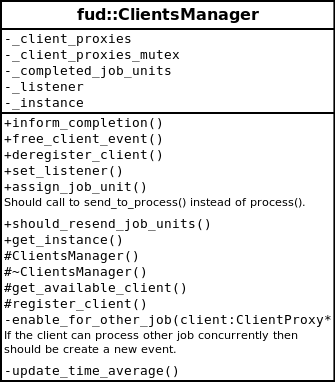 fud::ClientsManager
-_client_proxies
-_client_proxies_mutex
-_completed_job_units
-_listener
-_instance
+inform_completion()
+free_client_event()
+deregister_client()
+set_listener()
+assign_job_unit()
Should call to send_to_process() instead of process().
+should_resend_job_units()
+get_instance()
#ClientsManager()
#~ClientsManager()
#get_available_client()
#register_client()
-enable_for_other_job(client:ClientProxy*
If the client can process other job concurrently then
should be create a new event.
-update_time_average()